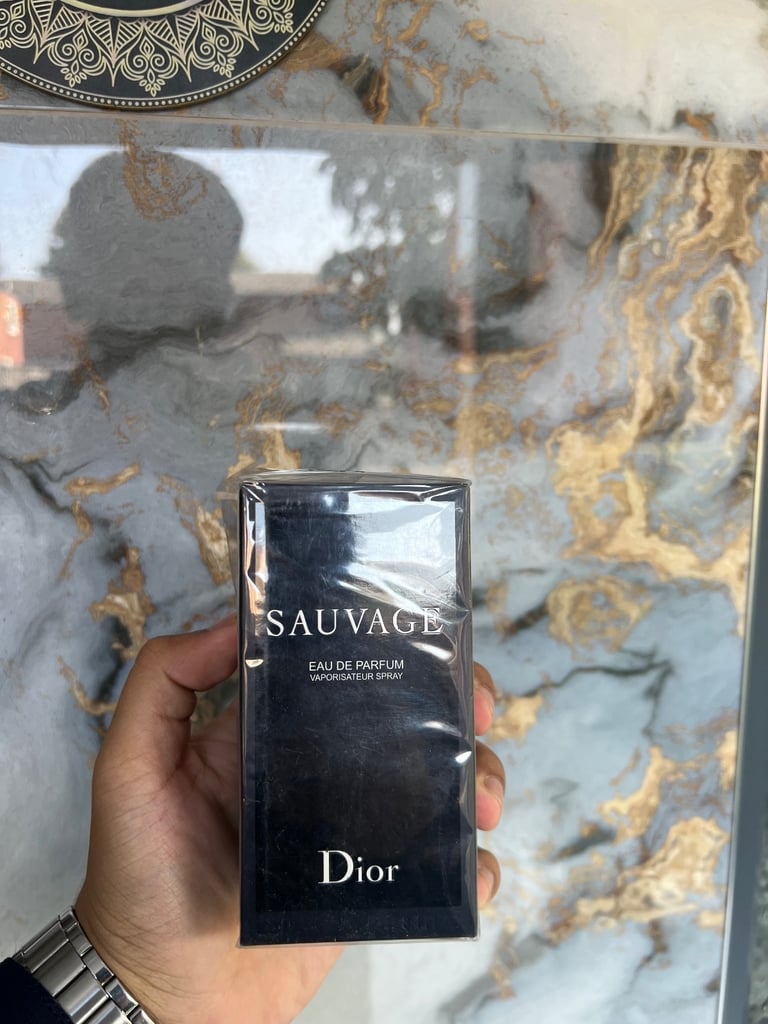 SAUVAGE
EAU DE PARFUM
VAPORISATEUR SPRAY
Dior